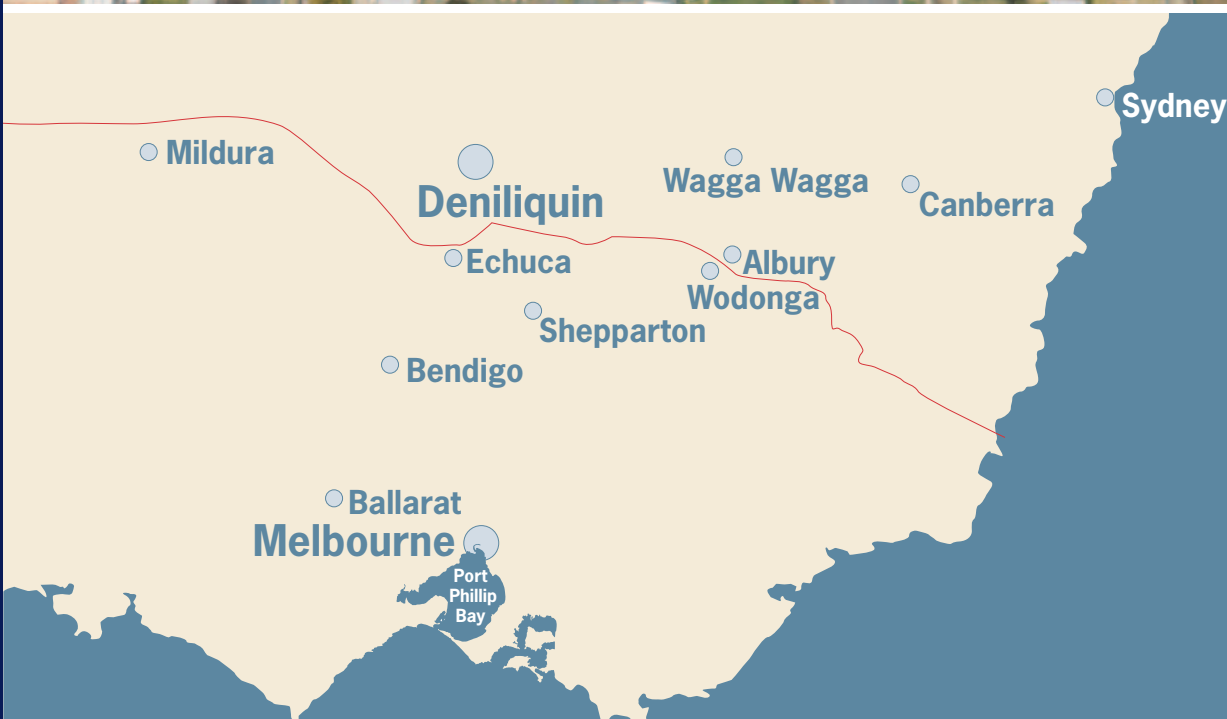 Sydney
Mildura
Deniliquin
Wagga Wagga
Canberra
Echuca
Albury
Wodonga
Shepparton
Bendigo
Ballarat
Melbourne
Port
Phillip
Bay